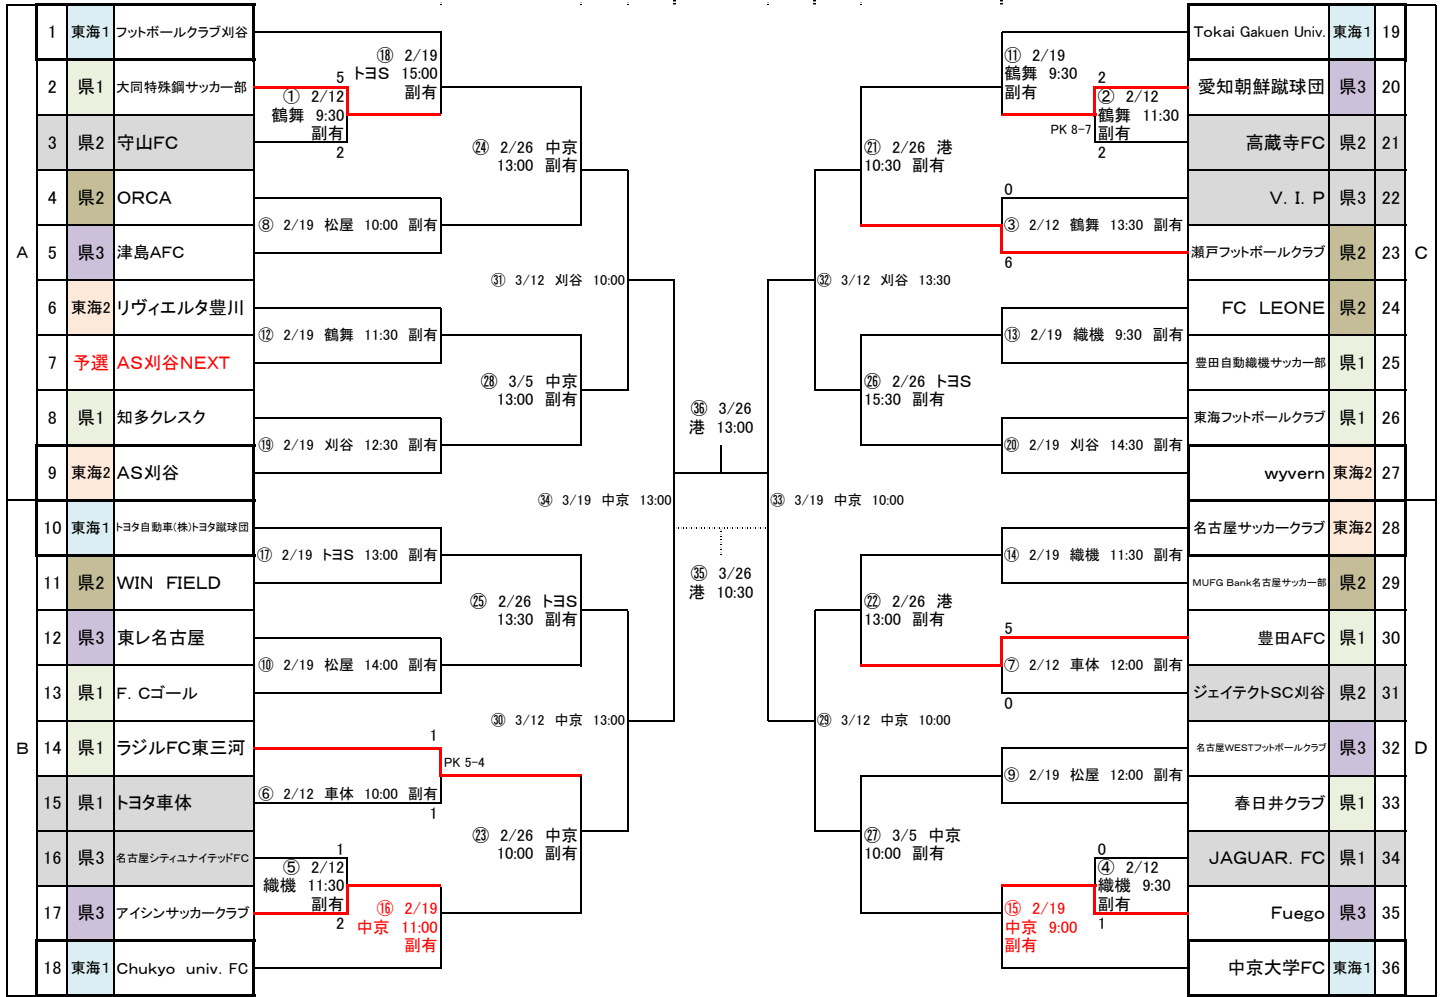 A
1 東海1 フットボールクラブ刈谷
2 県1 大同特殊鋼サッカー部
3 県2 守山FC
4 県2 ORCA
5 県3 津島AFC
6 東海2 リヴィエルタ豊川
7 予選 AS刈谷NEXT
8 県1 知多クレスク
9 東海2 AS刈谷
B
10 東海1 トヨタ自動車(株)トヨタ蹴球団
11 県2 WIN FIELD
12 県3 東レ名古屋
13 県1 F. Cゴール
14 県1 ラジルFC東三河
15 県1 トヨタ車体
16 県3 名古屋シティユナイテッドFC
17 県3 アイシンサッカークラブ
18 東海1 Chukyo univ. FC
5
① 2/12
鶴舞 9:30
副有
2
⑱ 2/19
トヨS 15:00
副有
⑧ 2/19 松屋 10:00 副有
⑫ 2/19 鶴舞 11:30 副有
⑲ 2/19 刈谷 12:30 副有
⑰ 2/19 トヨS 13:00 副有
⑩ 2/19 松屋 14:00 副有
1
PK 5-4
⑥ 2/12 車体 10:00 副有
1
1
⑤ 2/12
織機 11:30
副有
2
⑯ 2/19
中京 11:00
副有
㉔ 2/26 中京
13:00 副有
㉘ 3/5 中京
13:00 副有
㉕ 2/26 トヨS
13:30 副有
㉓ 2/26 中京
10:00 副有
㉛ 3/12 刈谷 10:00
㉚ 3/12 中京 13:00
㉞ 3/19 中京 13:00
㊱ 3/26
港 13:00
㉟ 3/26
港 10:30
㉝ 3/19 中京 10:00
㉜ 3/12 刈谷 13:30
㉙ 3/12 中京 10:00
㉑ 2/26 港
10:30 副有
㉖ 2/26 トヨS
15:30 副有
㉒ 2/26 港
13:00 副有
㉗ 3/5 中京
10:00 副有
⑪ 2/19
鶴舞 9:30
副有
2
② 2/12
鶴舞 11:30
副有
PK 8-7
2
0
③ 2/12 鶴舞 13:30 副有
6
⑬ 2/19 織機 9:30 副有
⑳ 2/19 刈谷 14:30 副有
⑭ 2/19 織機 11:30 副有
5
⑦ 2/12 車体 12:00 副有
0
⑨ 2/19 松屋 12:00 副有
0
④ 2/12
織機 9:30
副有
1
⑮ 2/19
中京 9:00
副有
Tokai Gakuen Univ. 東海1 19
愛知朝鮮蹴球団 県3 20
高蔵寺FC 県2 21
V. I. P 県3 22
瀬戸フットボールクラブ 県2 23
C
FC LEONE 県2 24
豊田自動織機サッカー部 県1 25
東海フットボールクラブ 県1 26
wyvern 東海2 27
名古屋サッカークラブ 東海2 28
MUFG Bank名古屋サッカー部 県2 29
豊田AFC 県1 30
ジェイテクトSC刈谷 県2 31
名古屋WESTフットボールクラブ 県3 32
D
春日井クラブ 県1 33
JAGUAR. FC 県1 34
Fuego 県3 35
中京大学FC 東海1 36